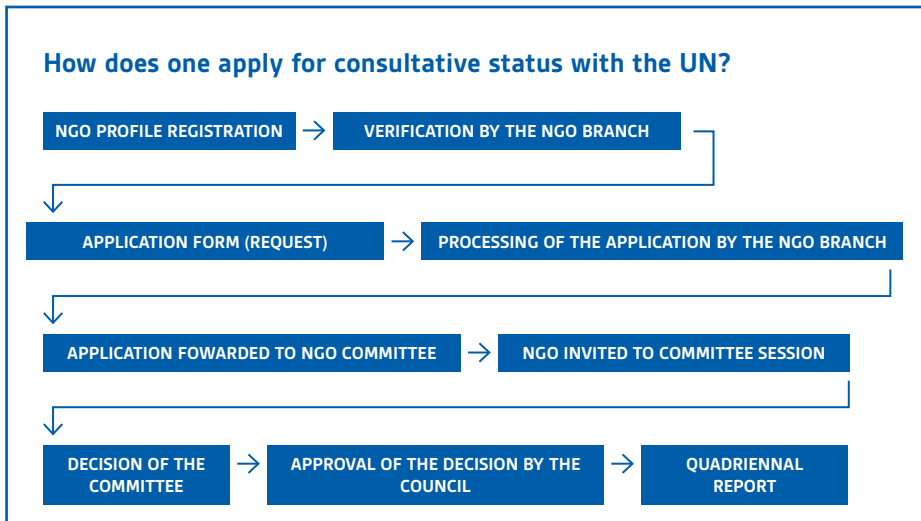 How does one apply for consultative status with the UN?
NGO PROFILE REGISTRATION
VERIFICATION BY THE NGO BRANCH
APPLICATION FORM (REQUEST)
PROCESSING OF THE APPLICATION BY THE NGO BRANCH
APPLICATION FOWARDED TO NGO COMMITTEE
NGO INVITED TO COMMITTEE SESSION
DECISION OF THE
COMMITTEE
APPROVAL OF THE DECISION BY THE
COUNCIL
QUADRIENNAL
REPORT